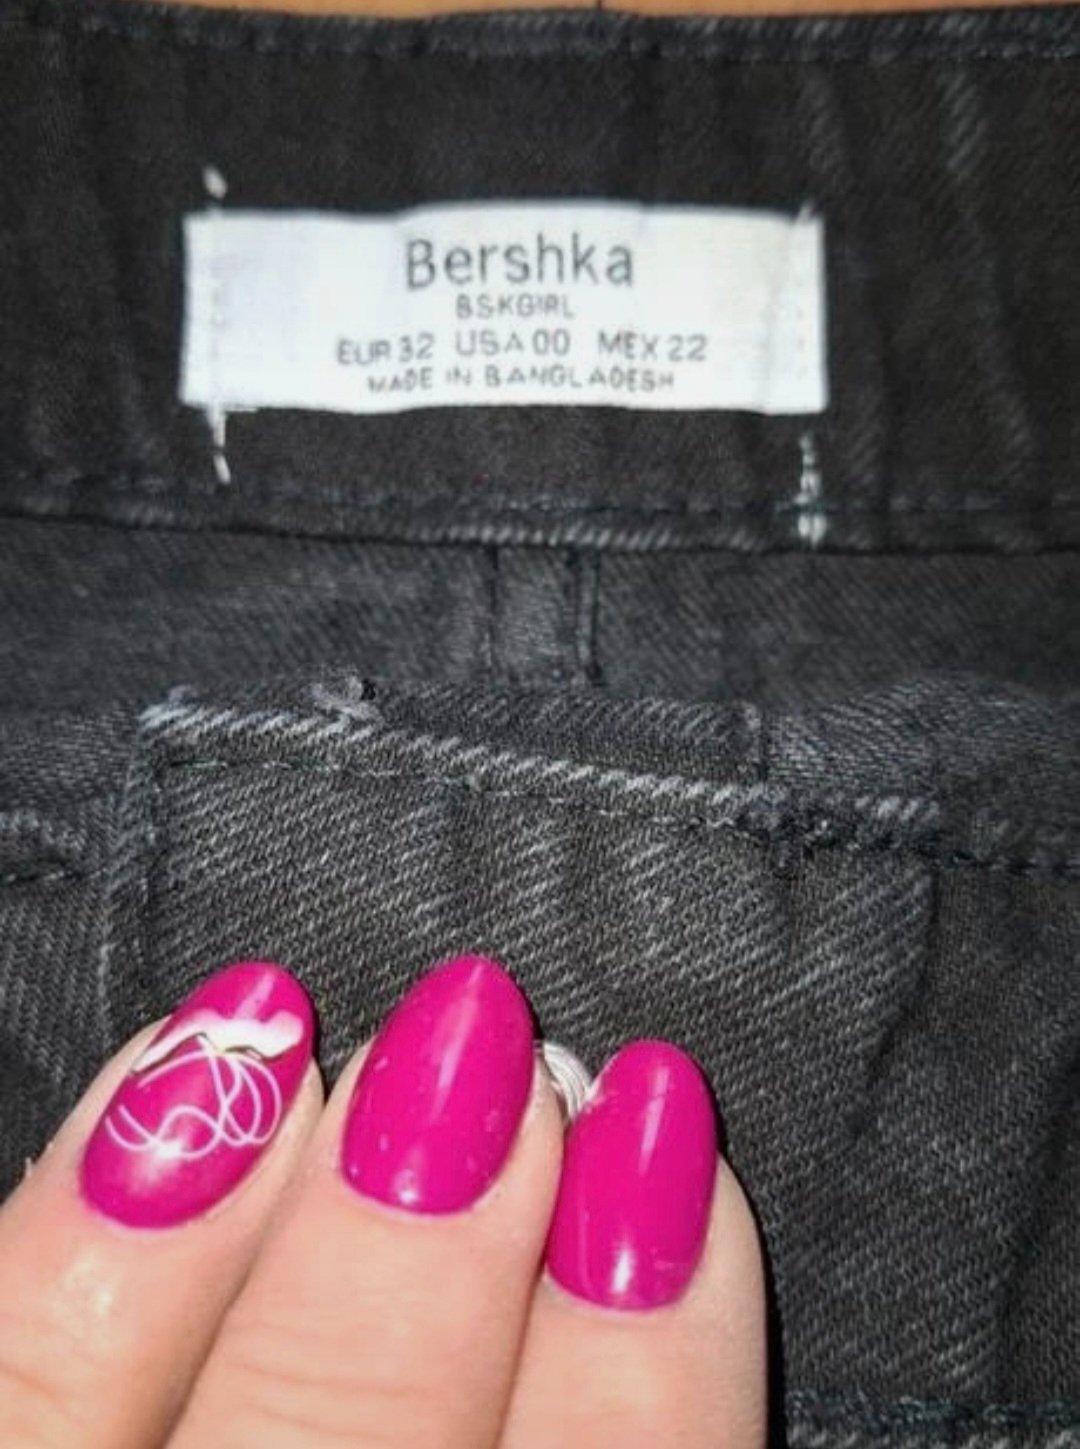 Bershka
BSKGIRL
EUR 32 USA 00 MEX 22
MADE IN BANGLADESH